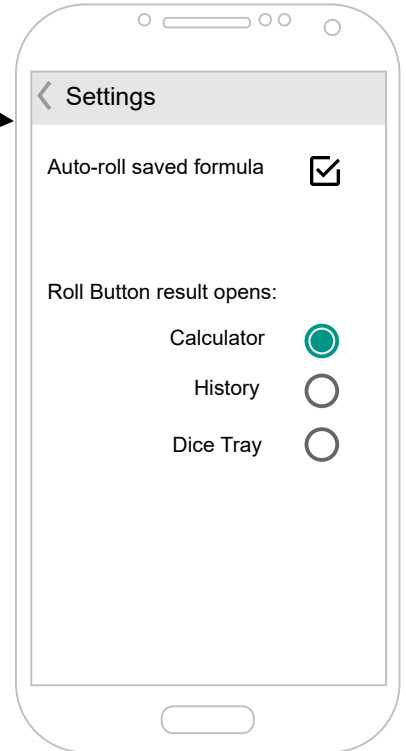 Settings
Auto-roll saved formula
Roll Button result opens:
Calculator
History
Dice Tray